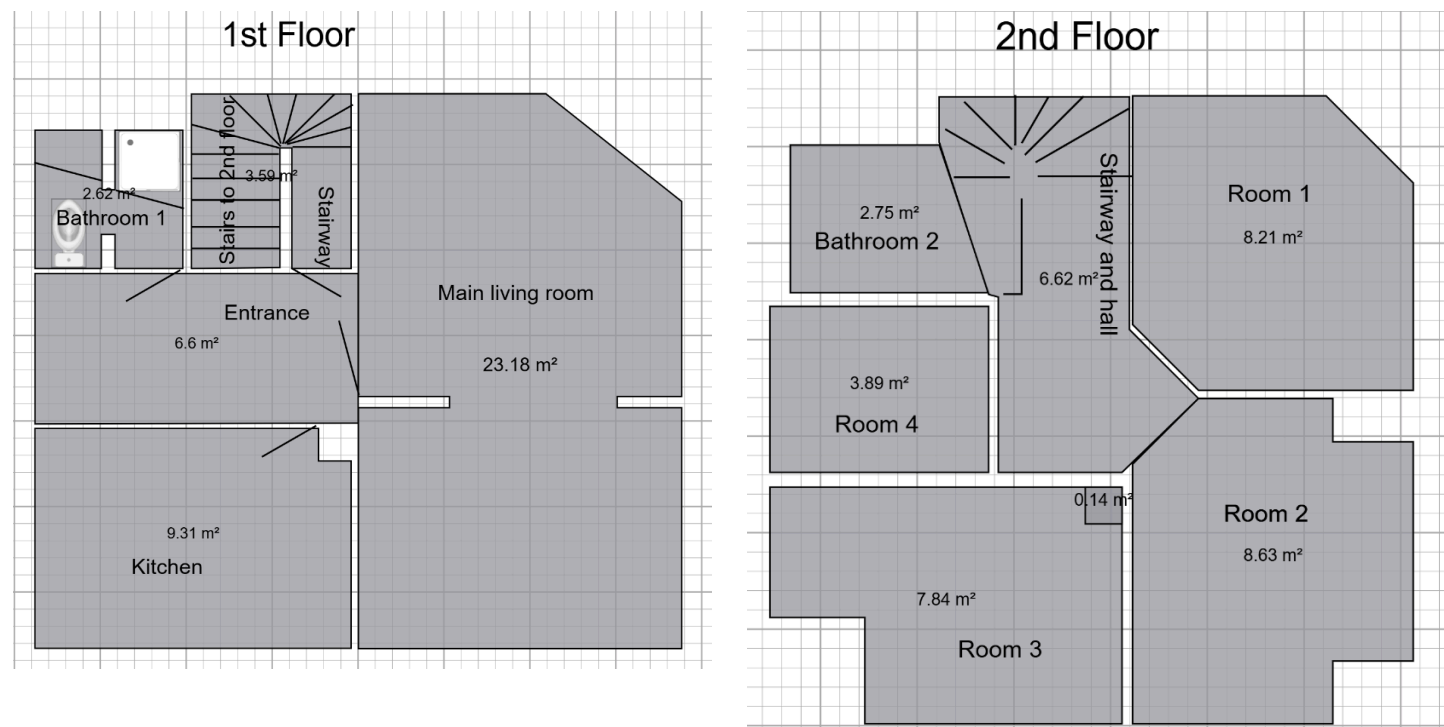 1st Floor
Stairs to 2nd floor
3.59 m²
Stairway
2.62 m²
Bathroom 1
Entrance
6.6 m²
Main living room
23.18 m²
9.31 m²
Kitchen
2nd Floor
2.75 m²
Bathroom 2
Stairway and hall
6.62 m²
Room 1
8.21 m²
3.89 m²
Room 4
0.14 m²
Room 2
8.63 m²
7.84 m²
Room 3